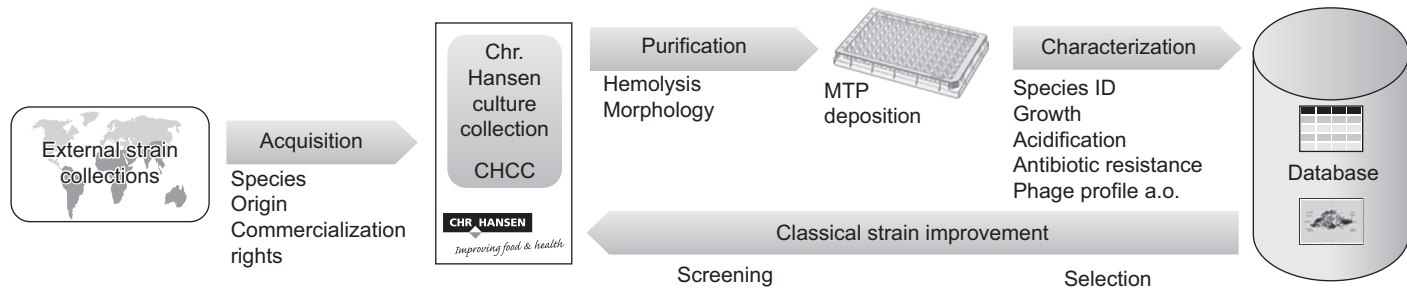 External strain
collections
Acquisition
Species
Origin
Commercialization
rights
Chr.
Hansen
culture
collection
CHCC
CHR HANSEN
Improving food & health
Purification
Hemolysis
Morphology
MTP
deposition
Characterization
Species ID
Growth
Acidification
Antibiotic resistance
Phage profile a.o.
Database
Classical strain improvement
Screening
Selection